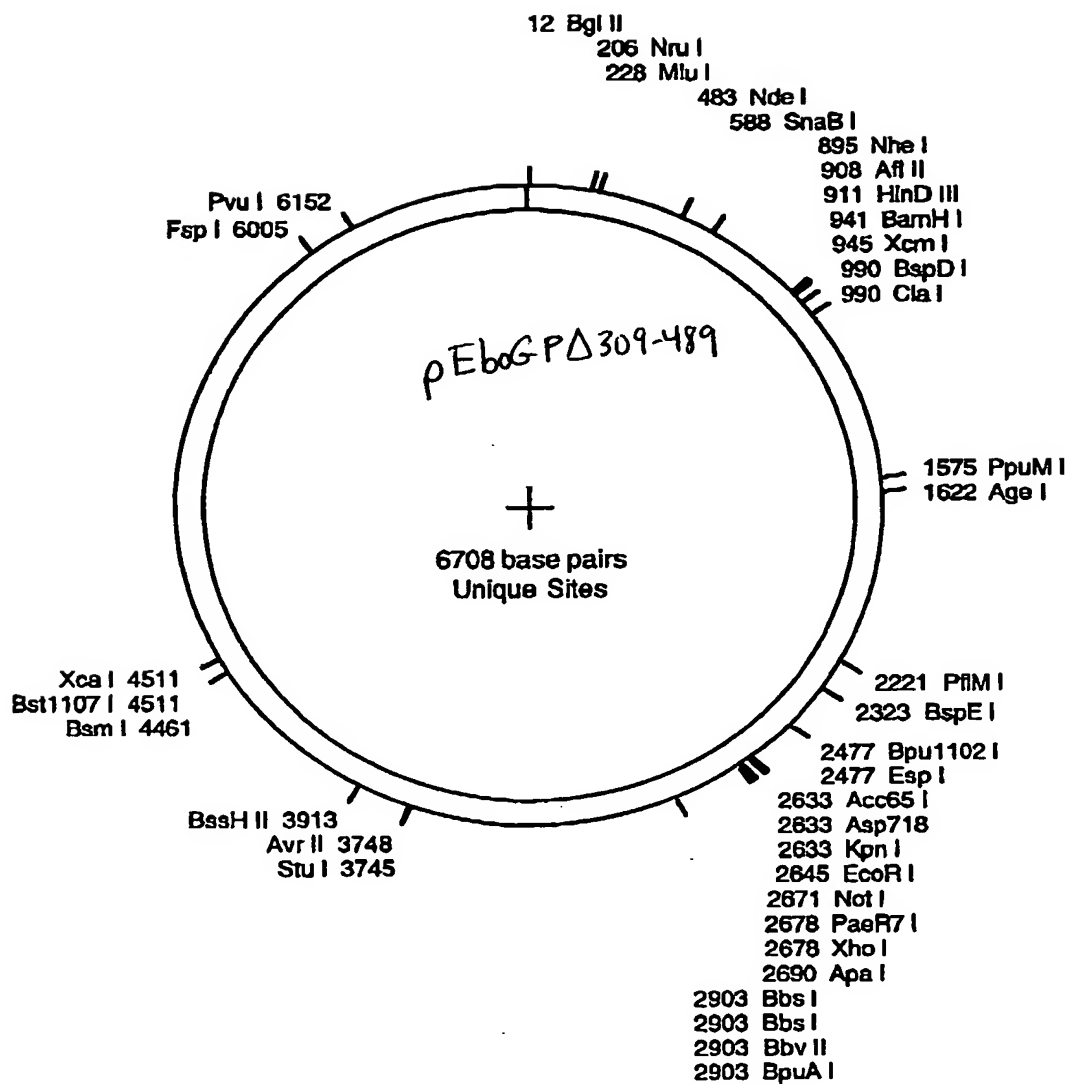 12 Bgl II
206 Nru I
228 Mlu I
483 Nde I
588 SnaB I
895 Nhe I
908 Afl II
911 HinD III
941 BamH I
945 Xcm I
990 BspD I
990 Cla I
Pvu I 6152
Fsp I 6005
pEboGPΔ309-489
1575 PpuM I
1622 Age I
6708 base pairs
Unique Sites
Xca I 4511
Bst1107 I 4511
Bsm I 4461
2221 PflM I
2323 BspE I
2477 Bpu1102 I
2477 Esp I
2633 Acc65 I
2633 Asp718
2633 Kpn I
2645 EcoR I
2671 Not I
2678 PaeR7 I
2678 Xho I
2690 Apa I
BssH II 3913
Avr II 3748
Stu I 3745
2903 Bbs I
2903 Bbs I
2903 Bbv II
2903 BpuA I